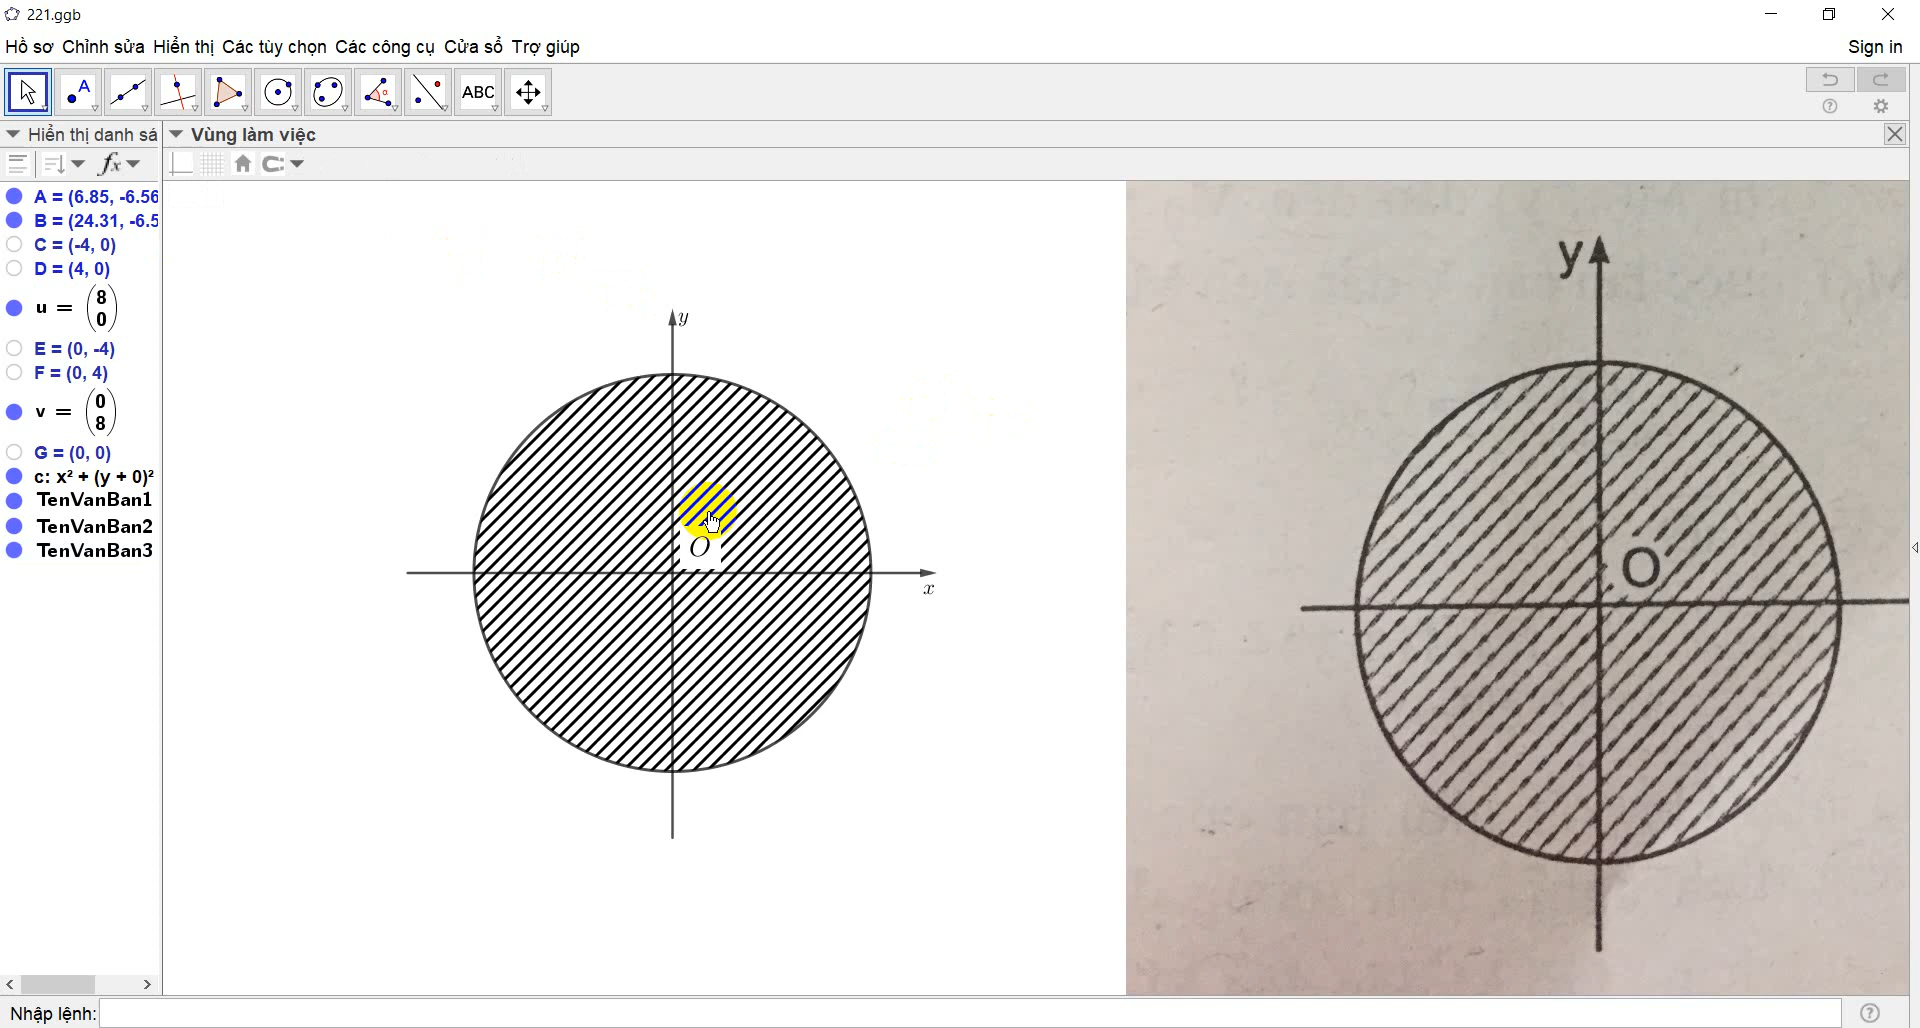 221.ggb
Hồ sơ Chỉnh sửa Hiển thị Các tùy chọn Các công cụ Cửa sổ Trợ giúp
Sign in
A
α
ABC
Hiển thị danh sá
Vùng làm việc
fx
A = (6.85, -6.56
B = (24.31, -6.5
C = (-4, 0)
D = (4, 0)
u = (8 0)
E = (0, -4)
F = (0, 4)
v = (0 8)
G = (0, 0)
c: x² + (y + 0)²
TenVanBan1
TenVanBan2
TenVanBan3
y
O
x
y
O
Nhập lệnh: